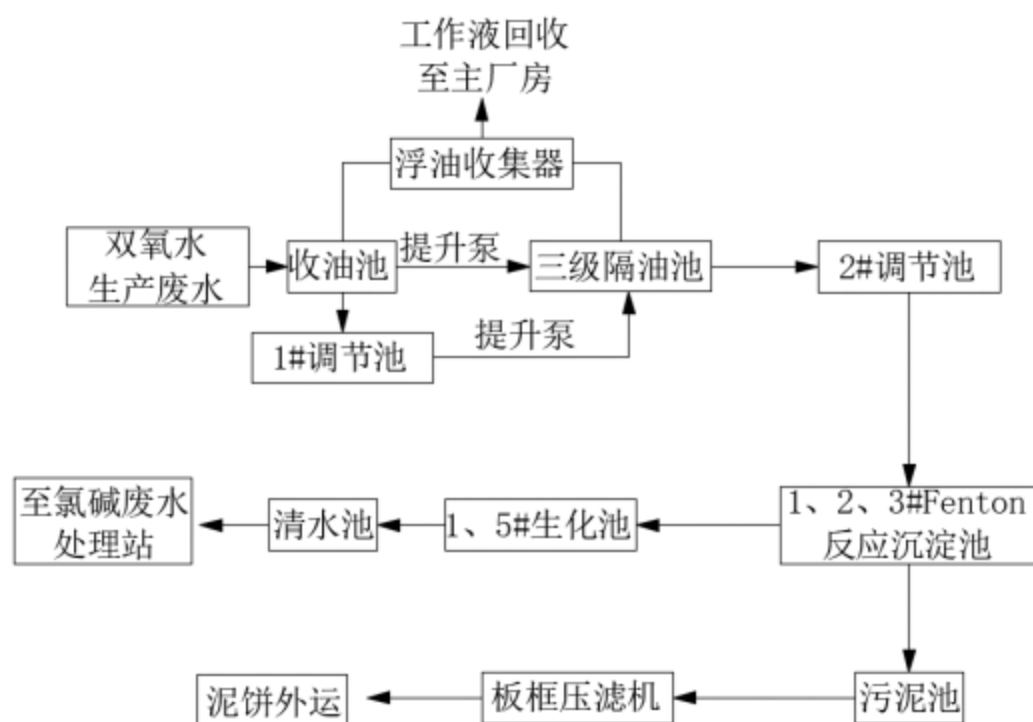 工作液回收
至主厂房
浮油收集器
双氧水
生产废水
收油池
提升泵
三级隔油池
2#调节池
1#调节池
提升泵
至氯碱废水
处理站
清水池
1、5#生化池
1、2、3#Fenton
反应沉淀池
泥饼外运
板框压滤机
污泥池